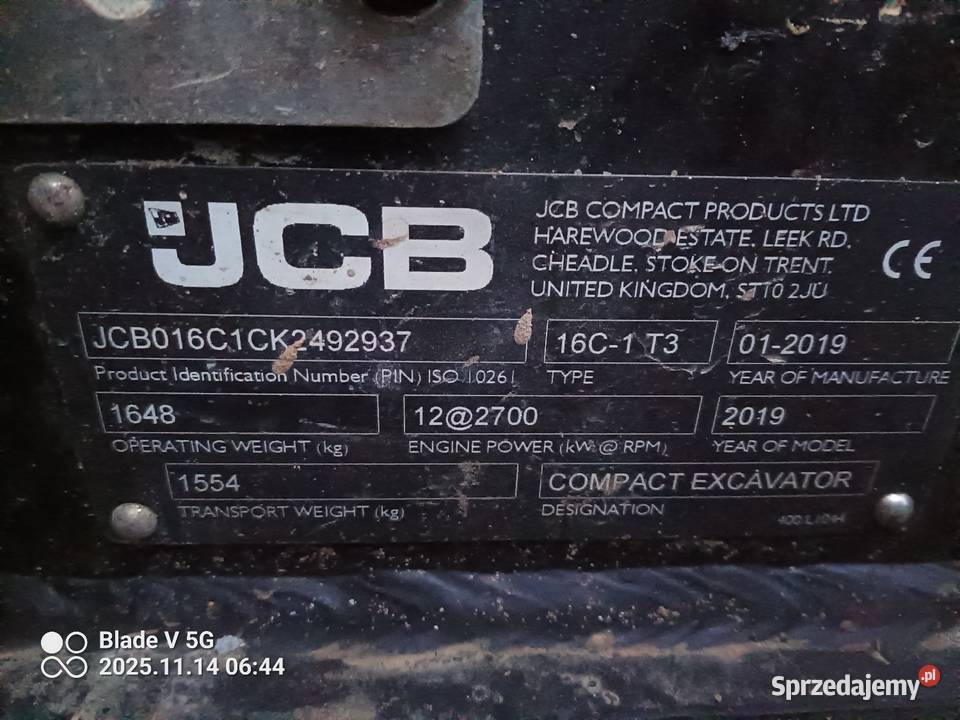 JCB
JCB COMPACT PRODUCTS LTD
HAREWOOD ESTATE, LEEK RD,
CHEADLE, STOKE-ON TRENT,
UNITED KINGDOM, ST10 2JU
CE
JCB016C1CK2492937
16C-1 T3
01-2019
Product Identification Number (PIN) ISO 10261
TYPE
YEAR OF MANUFACTURE
1648
12@2700
2019
OPERATING WEIGHT (kg)
ENGINE POWER (kW @ RPM)
YEAR OF MODEL
1554
COMPACT EXCAVATOR
TRANSPORT WEIGHT (kg)
DESIGNATION
Blade V 5G
2025.11.14 06:44
Sprzedajemy.pl